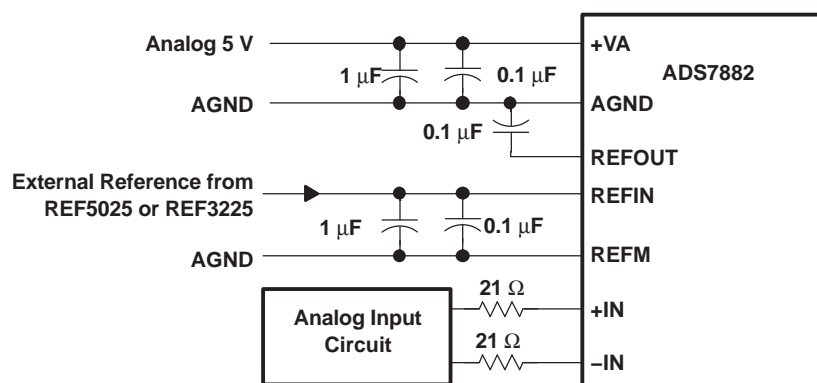 Analog 5 V
+VA
1 μF
0.1 μF
ADS7882
AGND
AGND
0.1 μF
REFOUT
External Reference from
REF5025 or REF3225
REFIN
1 μF
0.1 μF
AGND
REFM
21 Ω
+IN
Analog Input
Circuit
21 Ω
−IN